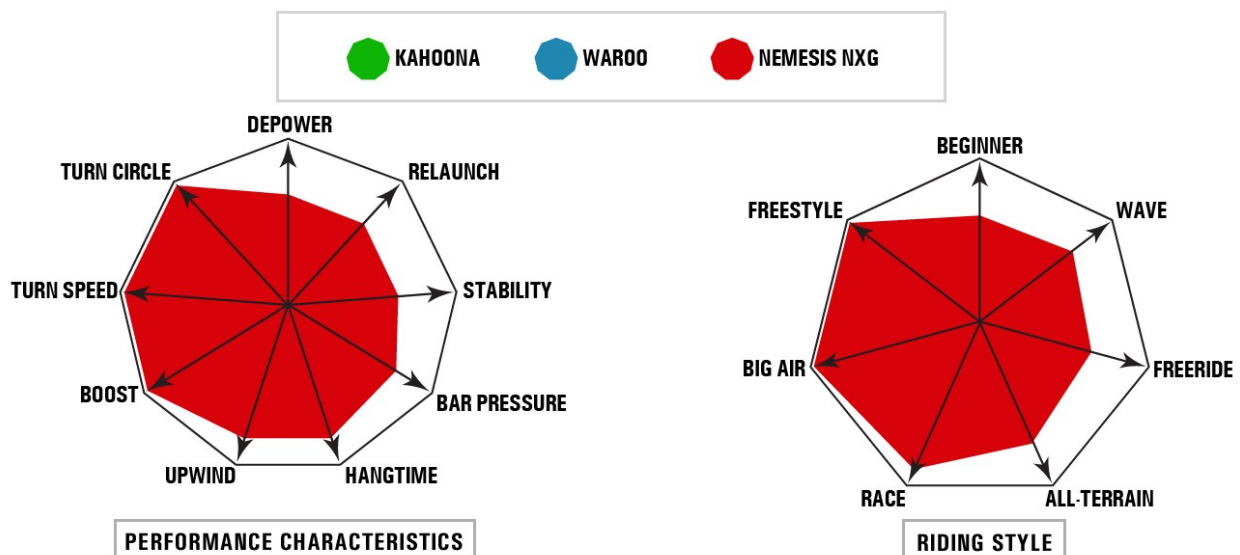 KAHOONA
WAROO
NEMESIS NXG
DEPOWER
TURN CIRCLE
RELAUNCH
TURN SPEED
STABILITY
BOOST
BAR PRESSURE
UPWIND
HANGTIME
PERFORMANCE CHARACTERISTICS
BEGINNER
FREESTYLE
WAVE
BIG AIR
FREERIDE
RACE
ALL-TERRAIN
RIDING STYLE